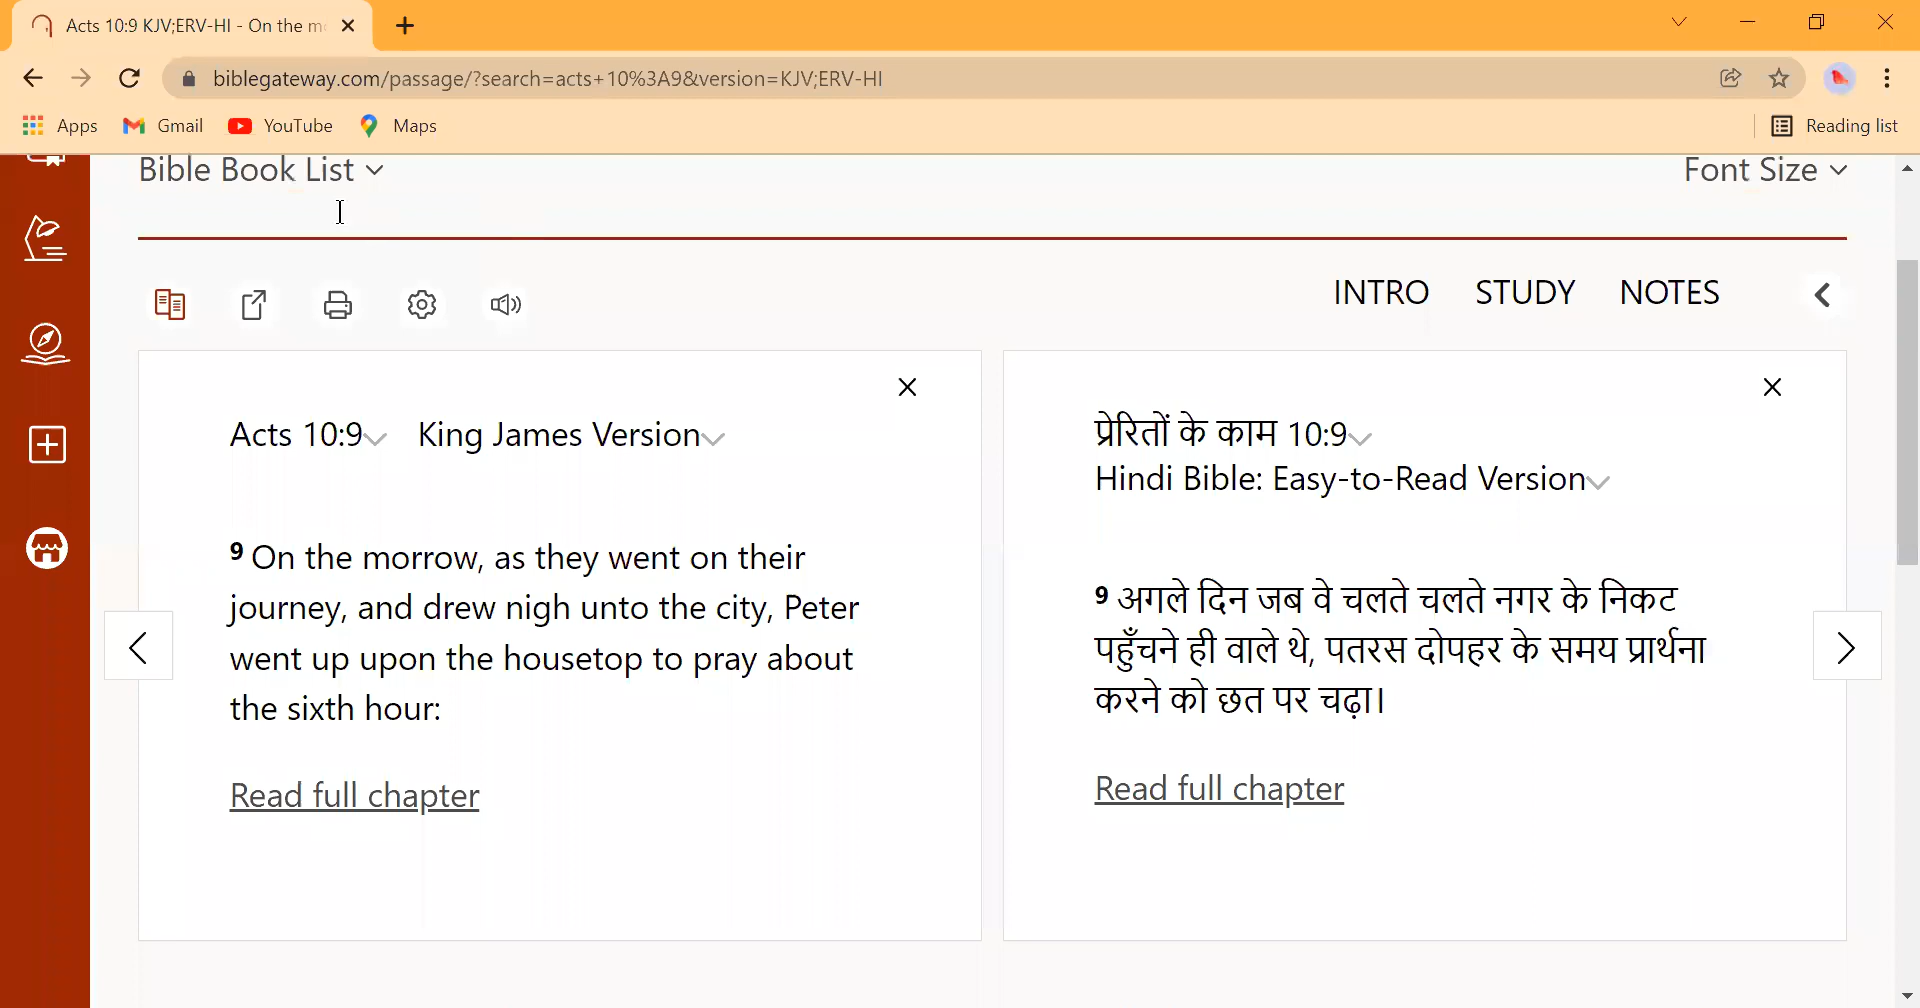 Acts 10:9 KJV;ERV-HI - On the m
biblegateway.com/passage/?search=acts+10%3A9&version=KJV;ERV-HI
Apps Gmail YouTube Maps Reading list
Bible Book List Font Size
INTRO STUDY NOTES
Acts 10:9 King James Version
9 On the morrow, as they went on their
journey, and drew nigh unto the city, Peter
went up upon the housetop to pray about
the sixth hour:
Read full chapter
प्रेरितों के काम 10:9
Hindi Bible: Easy-to-Read Version
9 अगले दिन जब वे चलते चलते नगर के निकट
पहुँचने ही वाले थे, पतरस दोपहर के समय प्रार्थना
करने को छत पर चढ़ा।
Read full chapter